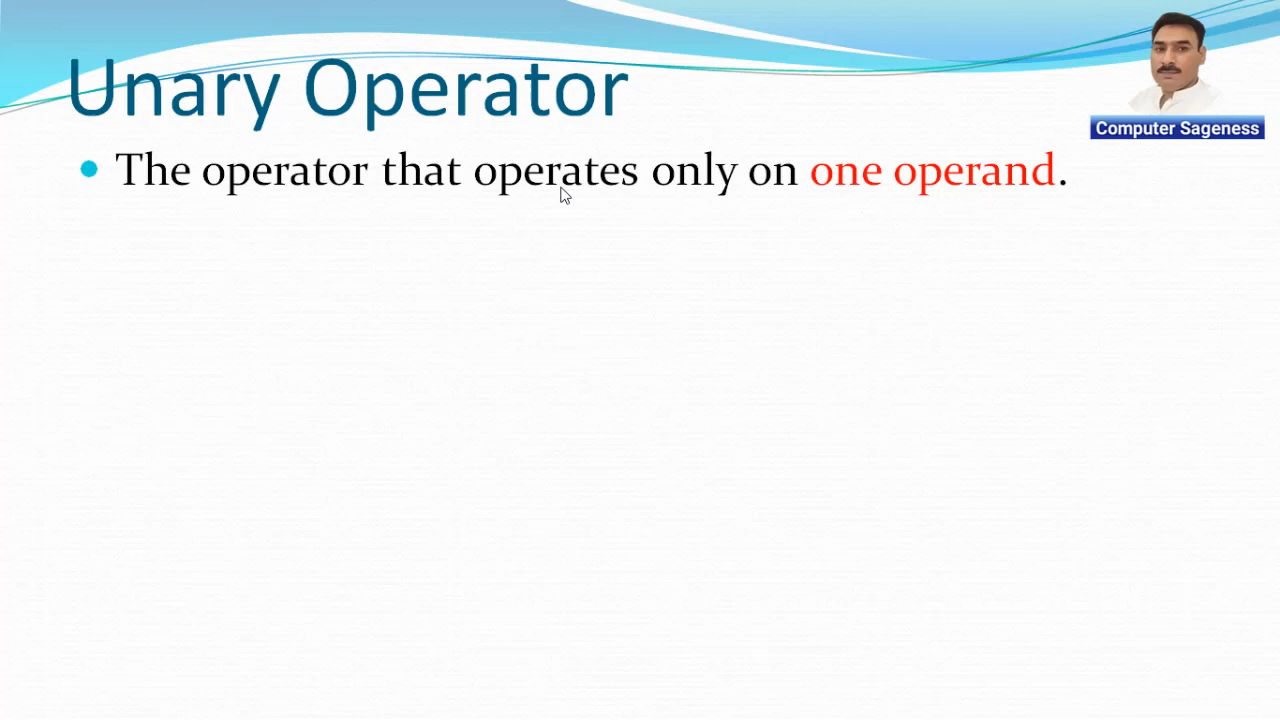 Unary Operator
Computer Sageness
• The operator that operates only on one operand.